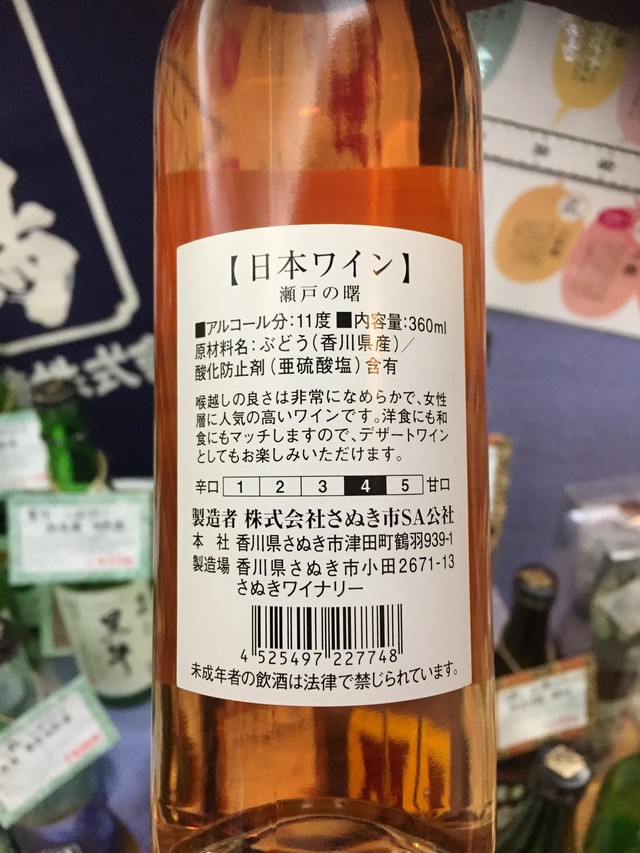 【日本ワイン】
瀬戸の曙
■アルコール分:11度 ■内容量:360ml
原材料名:ぶどう(香川県産)/
酸化防止剤(亜硫酸塩)含有
喉越しの良さは非常になめらかで、女性
層に人気の高いワインです。洋食にも和
食にもマッチしますので、デザートワイン
としてもお楽しみいただけます。
辛口 1 2 3 4 5 甘口
製造者 株式会社さぬき市SA公社
本 社 香川県さぬき市津田町鶴羽939-1
製造場 香川県さぬき市小田2671-13
さぬきワイナリー
4 525497 227748
未成年者の飲酒は法律で禁じられています。